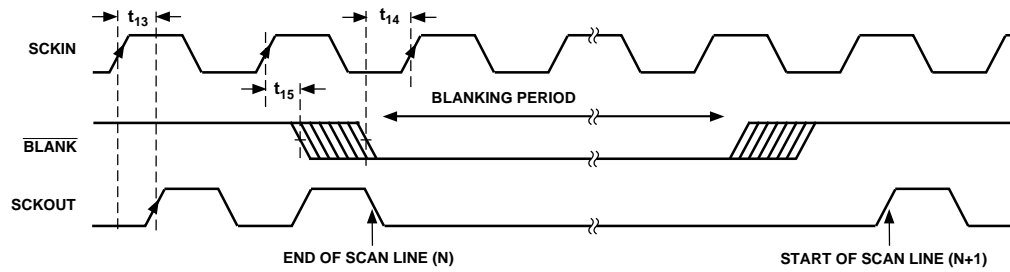 t13
t14
SCKIN
t15
BLANKING PERIOD
BLANK
SCKOUT
END OF SCAN LINE (N)
START OF SCAN LINE (N+1)